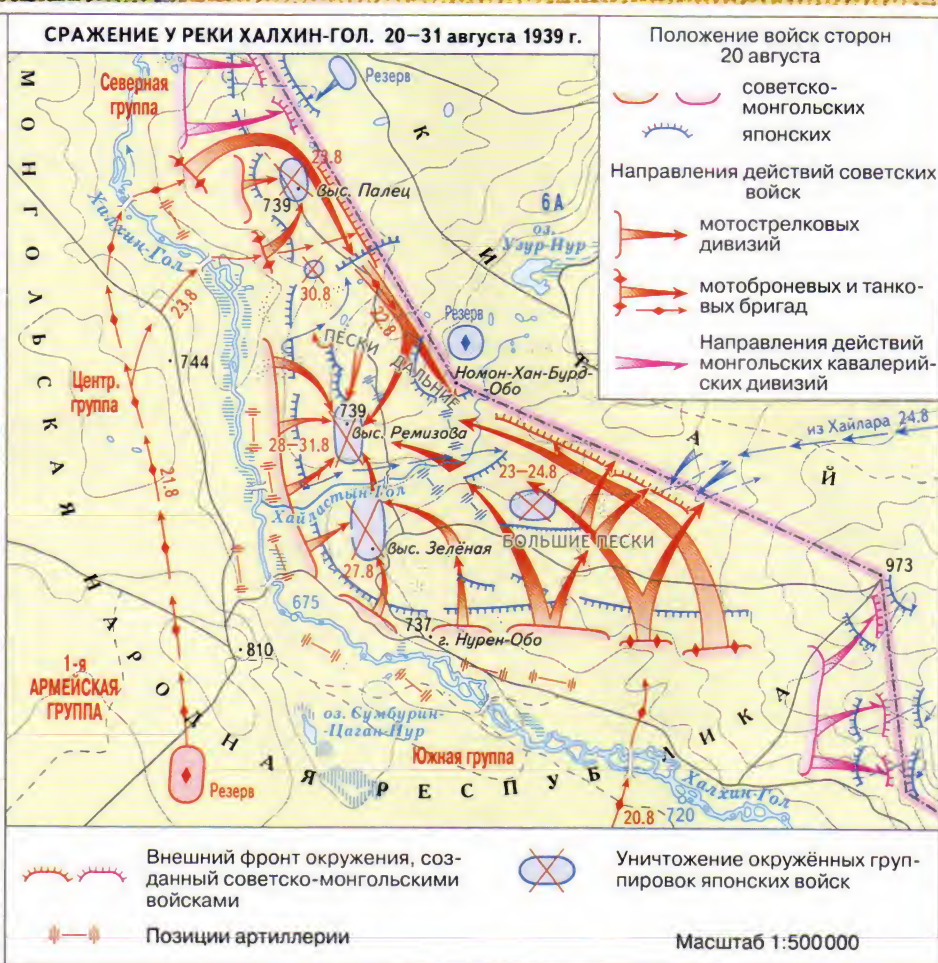 СРАЖЕНИЕ У РЕКИ ХАЛХИН-ГОЛ. 20–31 августа 1939 г.
Положение войск сторон
20 августа
советско-
монгольских
японских
Направления действий советских
войск
мотострелковых
дивизий
мотоброневых и танко-
вых бригад
Направления действий
монгольских кавалерий-
ских дивизий
МОНГОЛЬСКАЯ
НАРОДНАЯ РЕСПУБЛИКА
КИТАЙ
Северная
группа
Резерв
23.8
выс. Палец
739
6А
оз.
Узур-Нур
Халхин-Гол
30.8
23.8
22.8
Резерв
ПЕСКИ ДАЛЬНИЕ
Номон-Хан-Бурд-
Обо
744
Центр.
группа
739
выс. Ремизова
28–31.8
из Хайлара 24.8
23–24.8
21.8
Хайластын-Гол
БОЛЬШИЕ ПЕСКИ
выс. Зелёная
27.8
973
675
737
г. Нурен-Обо
810
1-я
АРМЕЙСКАЯ
ГРУППА
оз. Сумбурин-
Цаган-Нур
Южная группа
Резерв
Халхин-Гол
20.8
720
Внешний фронт окружения, соз-
данный советско-монгольскими
войсками
Уничтожение окружённых груп-
пировок японских войск
Позиции артиллерии
Масштаб 1:500000